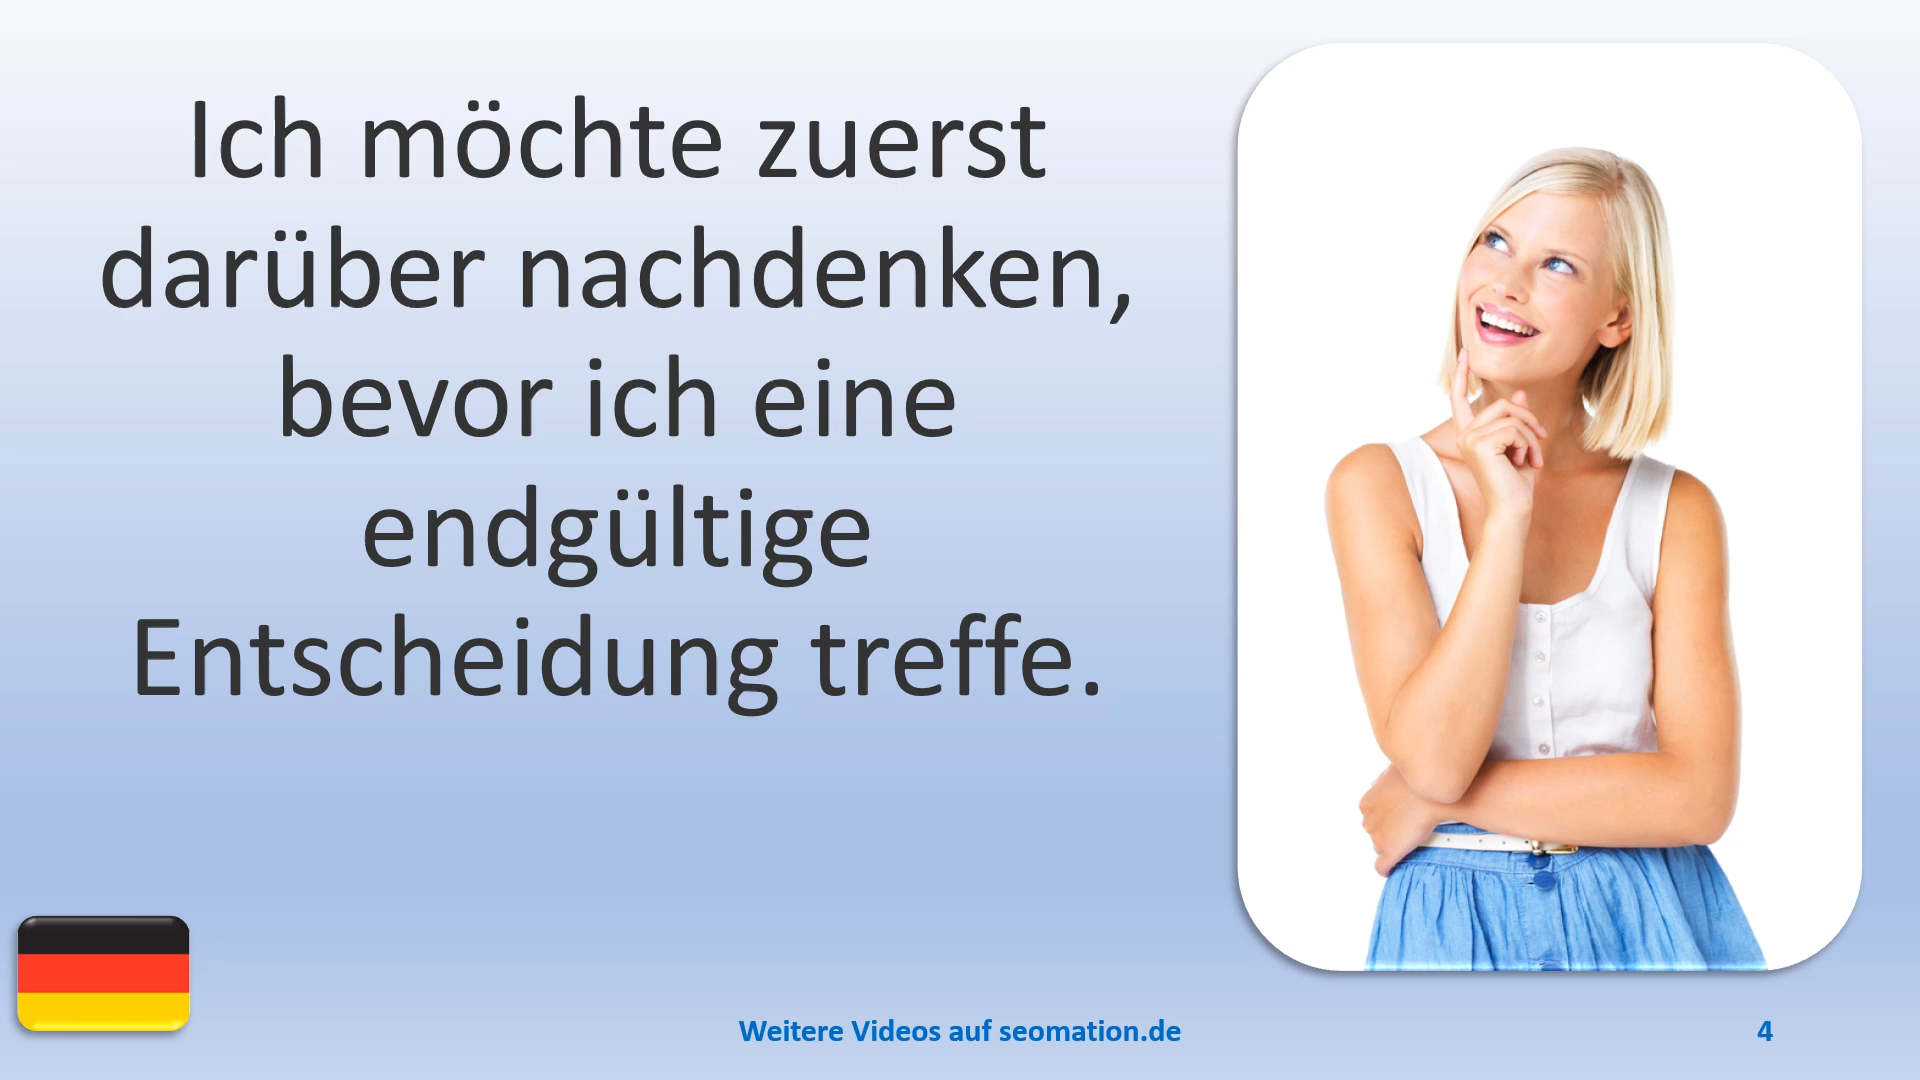 Ich möchte zuerst
darüber nachdenken,
bevor ich eine
endgültige
Entscheidung treffe.
Weitere Videos auf seomation.de
4